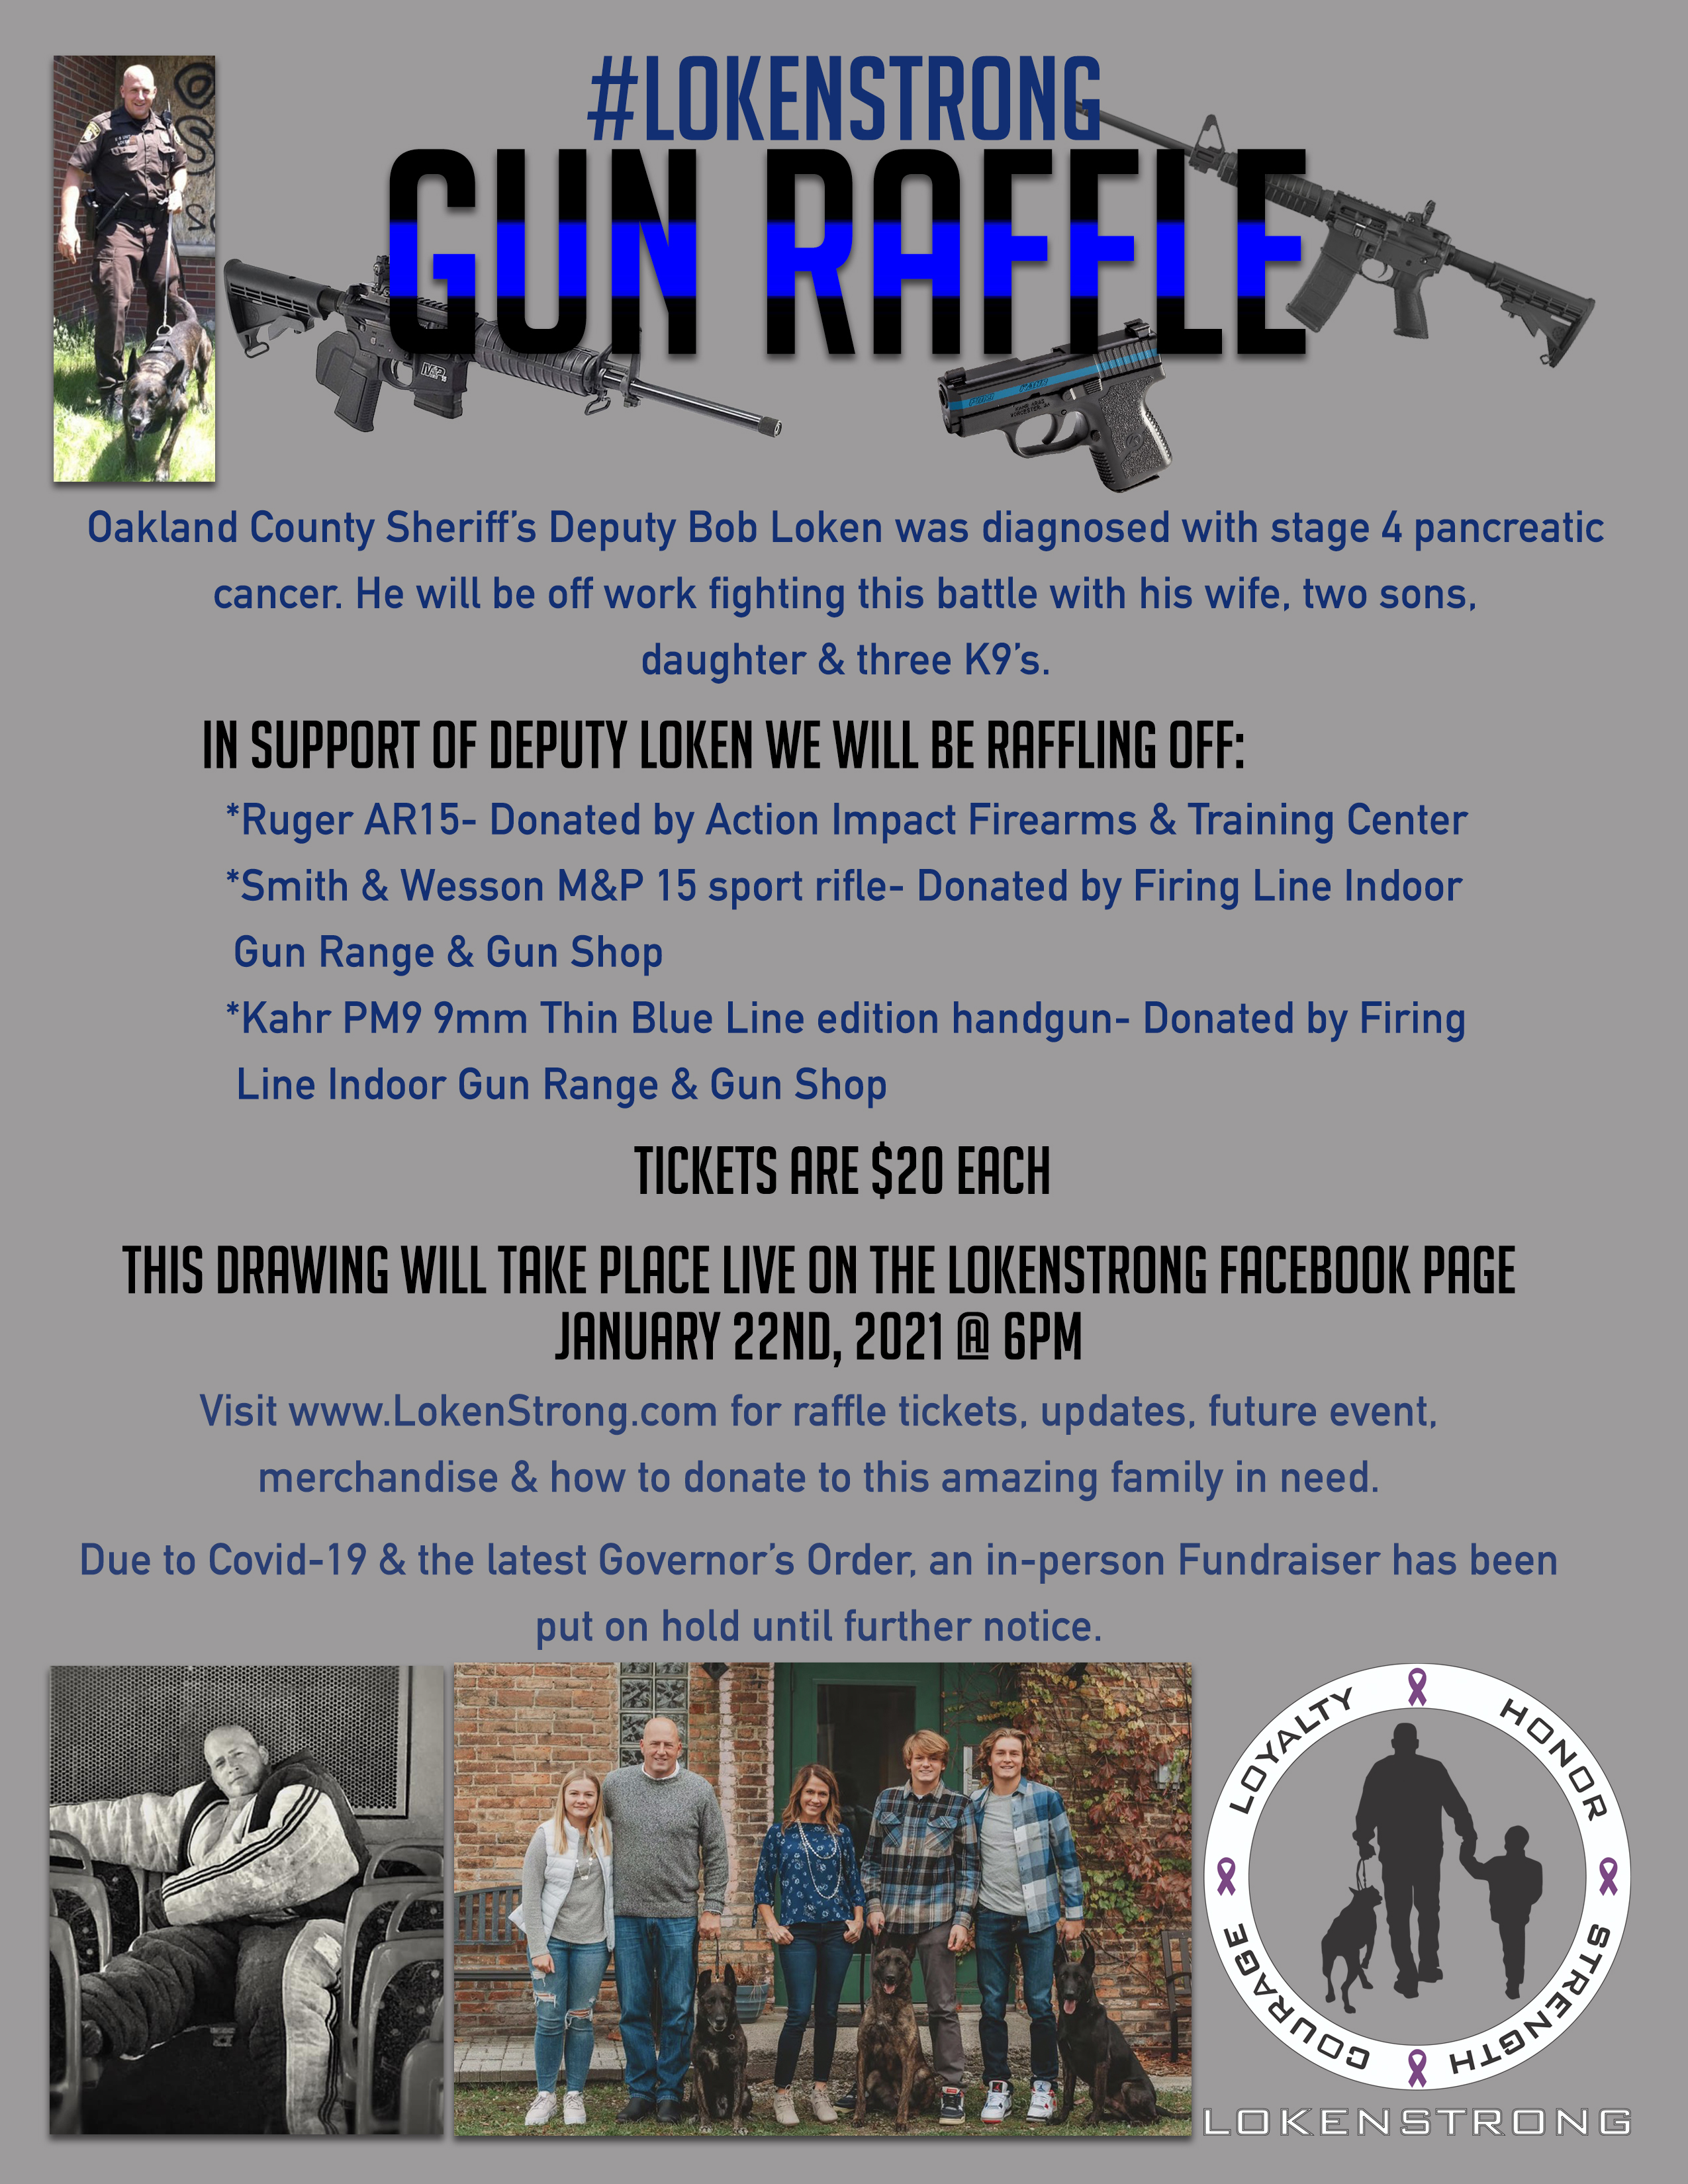 #LOKENSTRONG
GUN RAFFLE
M&P
Oakland County Sheriff's Deputy Bob Loken was diagnosed with stage 4 pancreatic
cancer. He will be off work fighting this battle with his wife, two sons,
daughter & three K9's.
IN SUPPORT OF DEPUTY LOKEN WE WILL BE RAFFLING OFF:
*Ruger AR15- Donated by Action Impact Firearms & Training Center
*Smith & Wesson M&P 15 sport rifle- Donated by Firing Line Indoor
Gun Range & Gun Shop
*Kahr PM9 9mm Thin Blue Line edition handgun- Donated by Firing
Line Indoor Gun Range & Gun Shop
TICKETS ARE $20 EACH
THIS DRAWING WILL TAKE PLACE LIVE ON THE LOKENSTRONG FACEBOOK PAGE
JANUARY 22ND, 2021 @ 6PM
Visit www.LokenStrong.com for raffle tickets, updates, future event,
merchandise & how to donate to this amazing family in need.
Due to Covid-19 & the latest Governor's Order, an in-person Fundraiser has been
put on hold until further notice.
LOYALTY
HONOR
STRENGTH
COURAGE
LOKENSTRONG